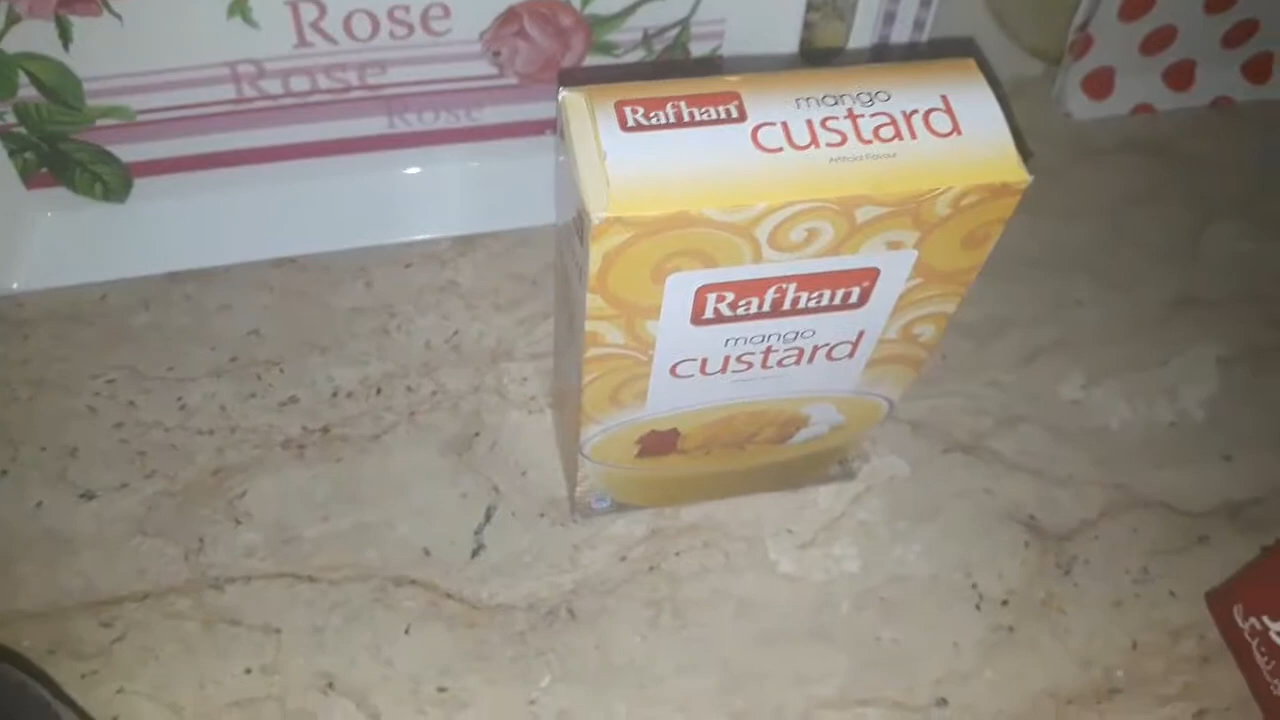 Rose
Rose
Rose
Rafhan
mango
custard
Artificial Flavour
Rafhan
mango
custard